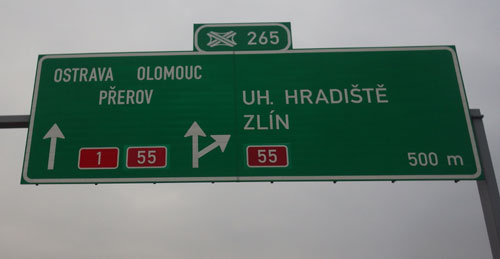 265
OSTRAVA OLOMOUC
PŘEROV
1 55
UH. HRADIŠTĚ
ZLÍN
55
500 m